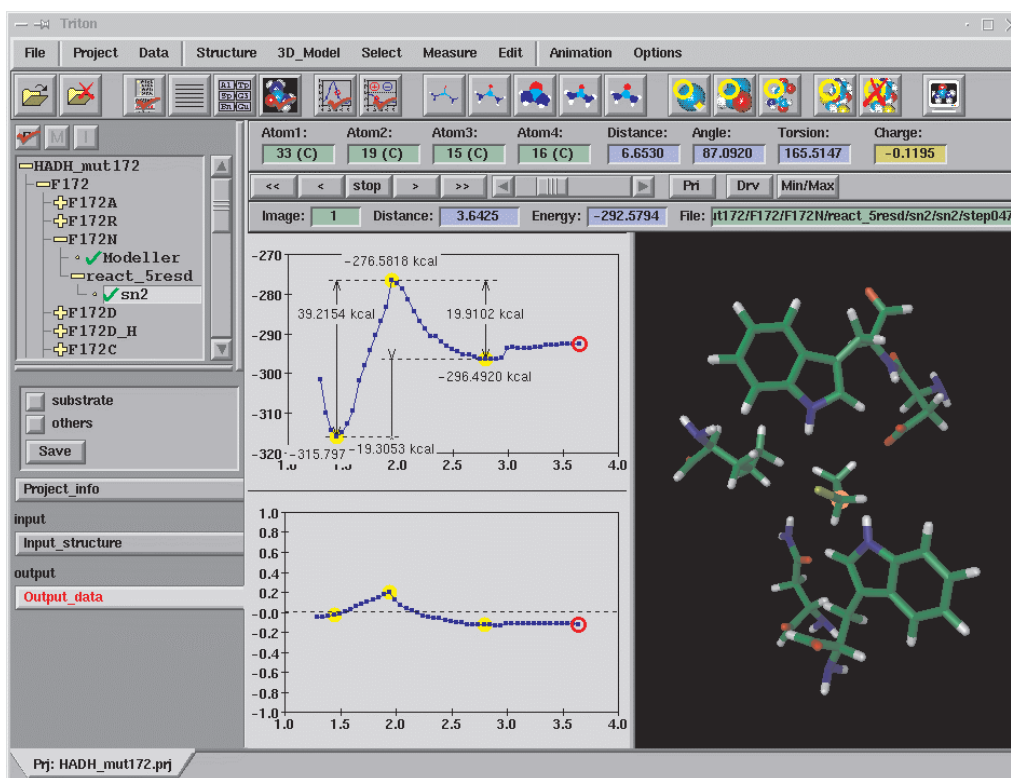 Triton
File Project Data Structure 3D_Model Select Measure Edit Animation Options
Atom1: Atom2: Atom3: Atom4: Distance: Angle: Torsion: Charge:
33 (C) 19 (C) 15 (C) 16 (C) 6.6530 87.0920 165.5147 -0.1195
<< < stop > >> Pri Drv Min/Max
Image: 1 Distance: 3.6425 Energy: -292.5794 File: ut172/F172/F172N/react_5resd/sn2/sn2/step047
M I
HADH_mut172
F172
F172A
F172R
F172N
Modeller
react_5resd
sn2
F172D
F172D_H
F172C
substrate
others
Save
Project_info
input
Input_structure
output
Output_data
-270
-280
-290
-300
-310
-320
-276.5818 kcal
39.2154 kcal
19.9102 kcal
-296.4920 kcal
-315.797
-19.3053 kcal
1.0 1.5 2.0 2.5 3.0 3.5 4.0
1.0
0.8
0.6
0.4
0.2
-0.0
-0.2
-0.4
-0.6
-0.8
-1.0
1.0 1.5 2.0 2.5 3.0 3.5 4.0
Prj: HADH_mut172.prj